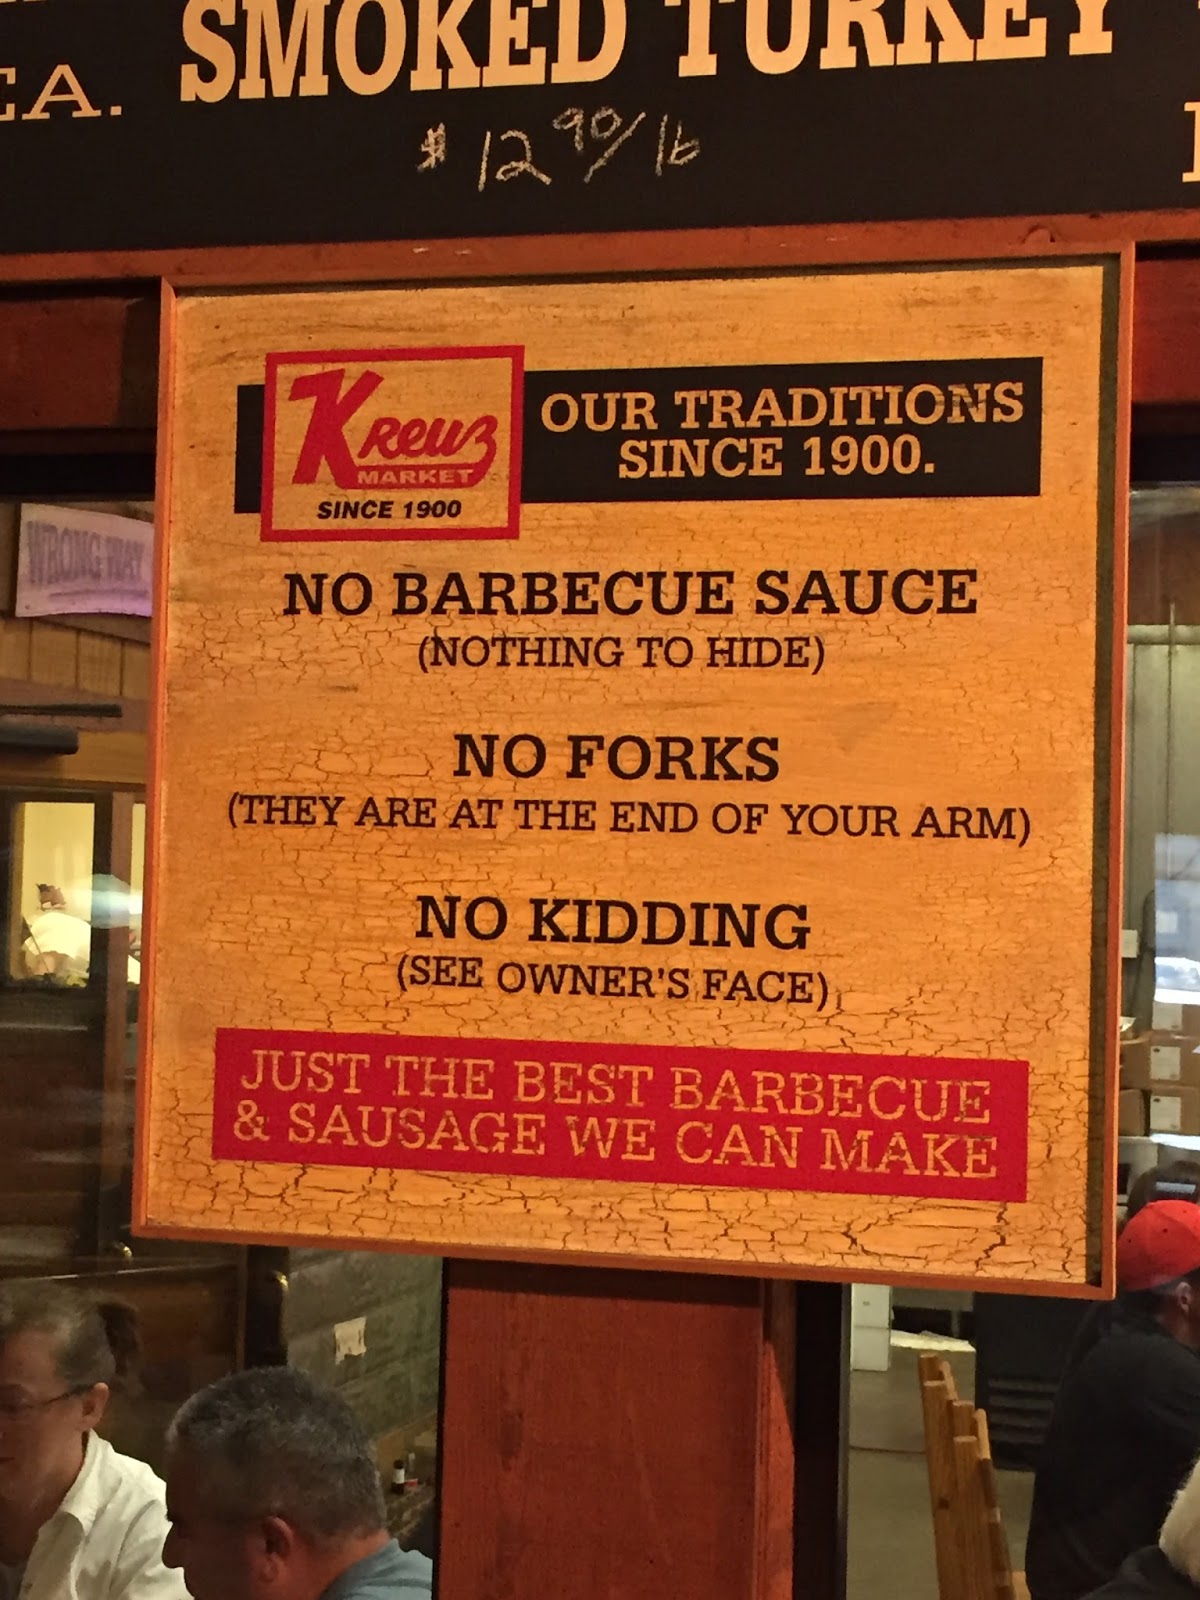 EA.
SMOKED TURKEY
$12 90/lb
Kreuz
MARKET
SINCE 1900
OUR TRADITIONS
SINCE 1900.
NO BARBECUE SAUCE
(NOTHING TO HIDE)
NO FORKS
(THEY ARE AT THE END OF YOUR ARM)
NO KIDDING
(SEE OWNER'S FACE)
JUST THE BEST BARBECUE
& SAUSAGE WE CAN MAKE
WRONG WAY